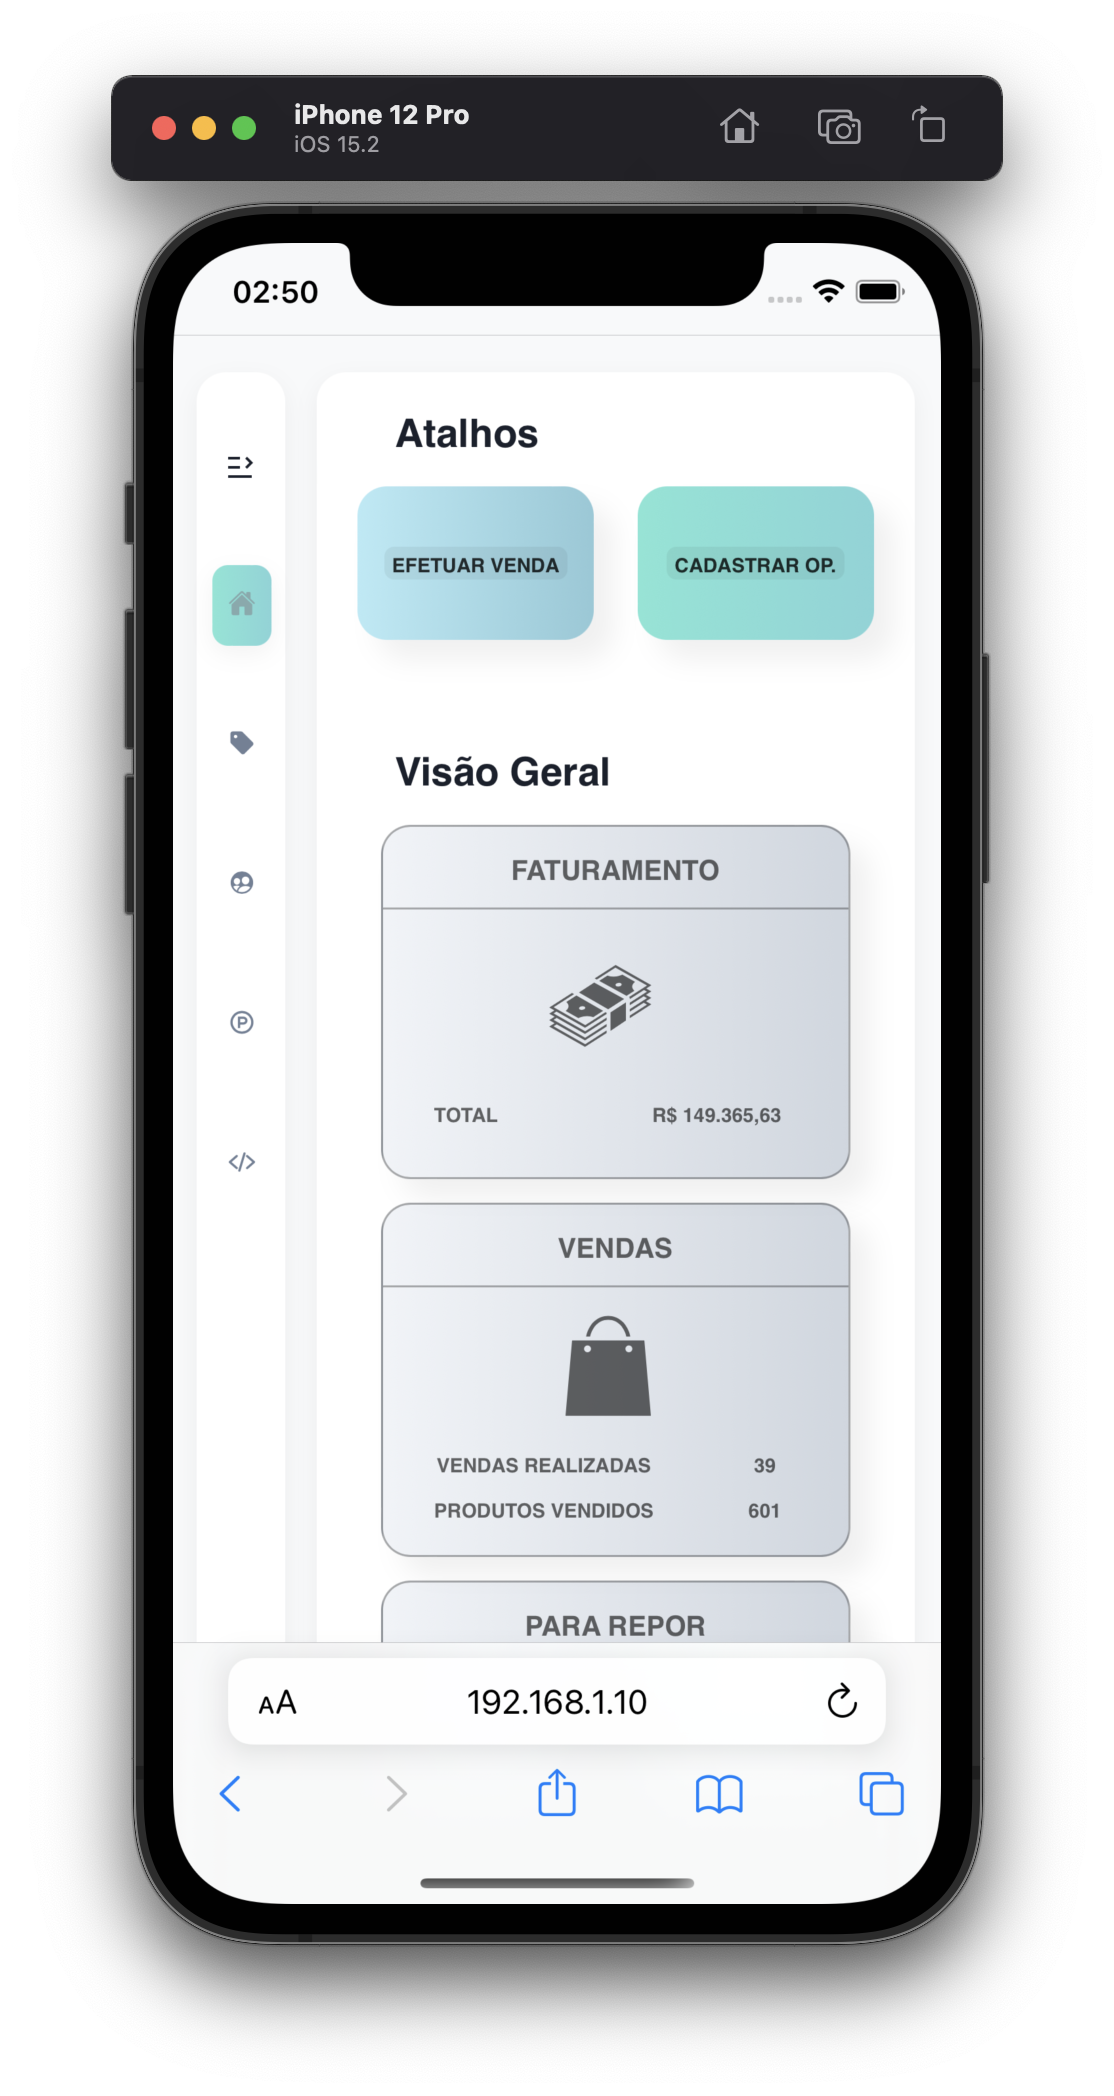 iPhone 12 Pro
iOS 15.2
02:50
Atalhos
EFETUAR VENDA
CADASTRAR OP.
Visão Geral
FATURAMENTO
TOTAL R$ 149.365,63
VENDAS
VENDAS REALIZADAS 39
PRODUTOS VENDIDOS 601
PARA REPOR
AA 192.168.1.10